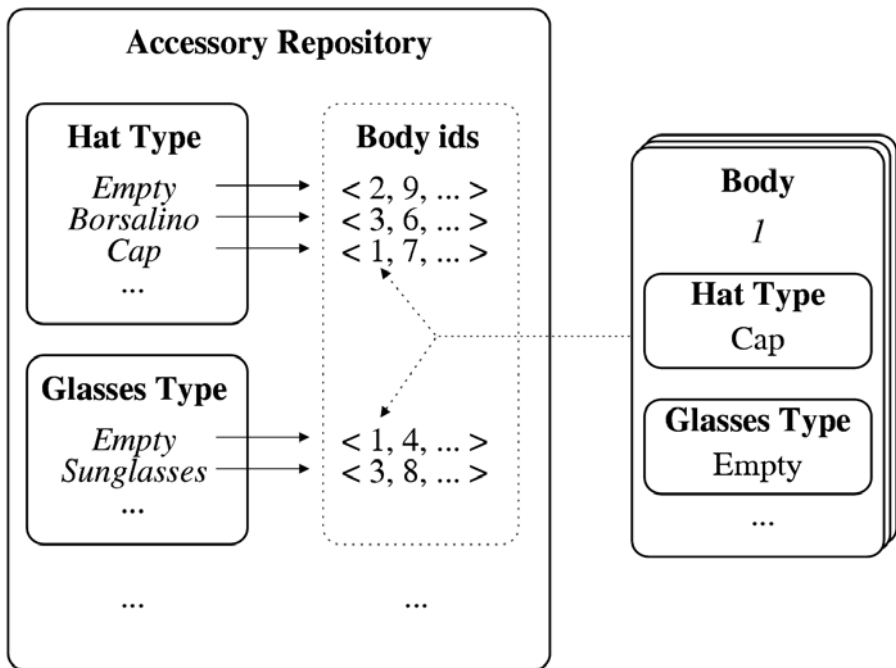 Accessory Repository
Hat Type
Empty
Borsalino
Cap
...
Glasses Type
Empty
Sunglasses
...
...
Body ids
< 2, 9, ... >
< 3, 6, ... >
< 1, 7, ... >
< 1, 4, ... >
< 3, 8, ... >
...
Body
1
Hat Type
Cap
Glasses Type
Empty
...